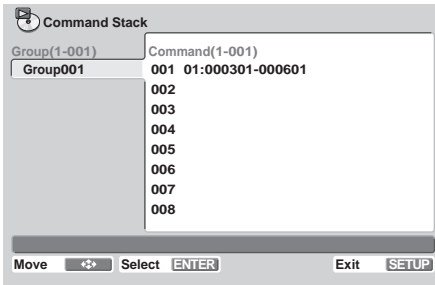 Command Stack
Group(1-001)
Group001
Command(1-001)
001 01:000301-000601
002
003
004
005
006
007
008
Move Select ENTER Exit SETUP